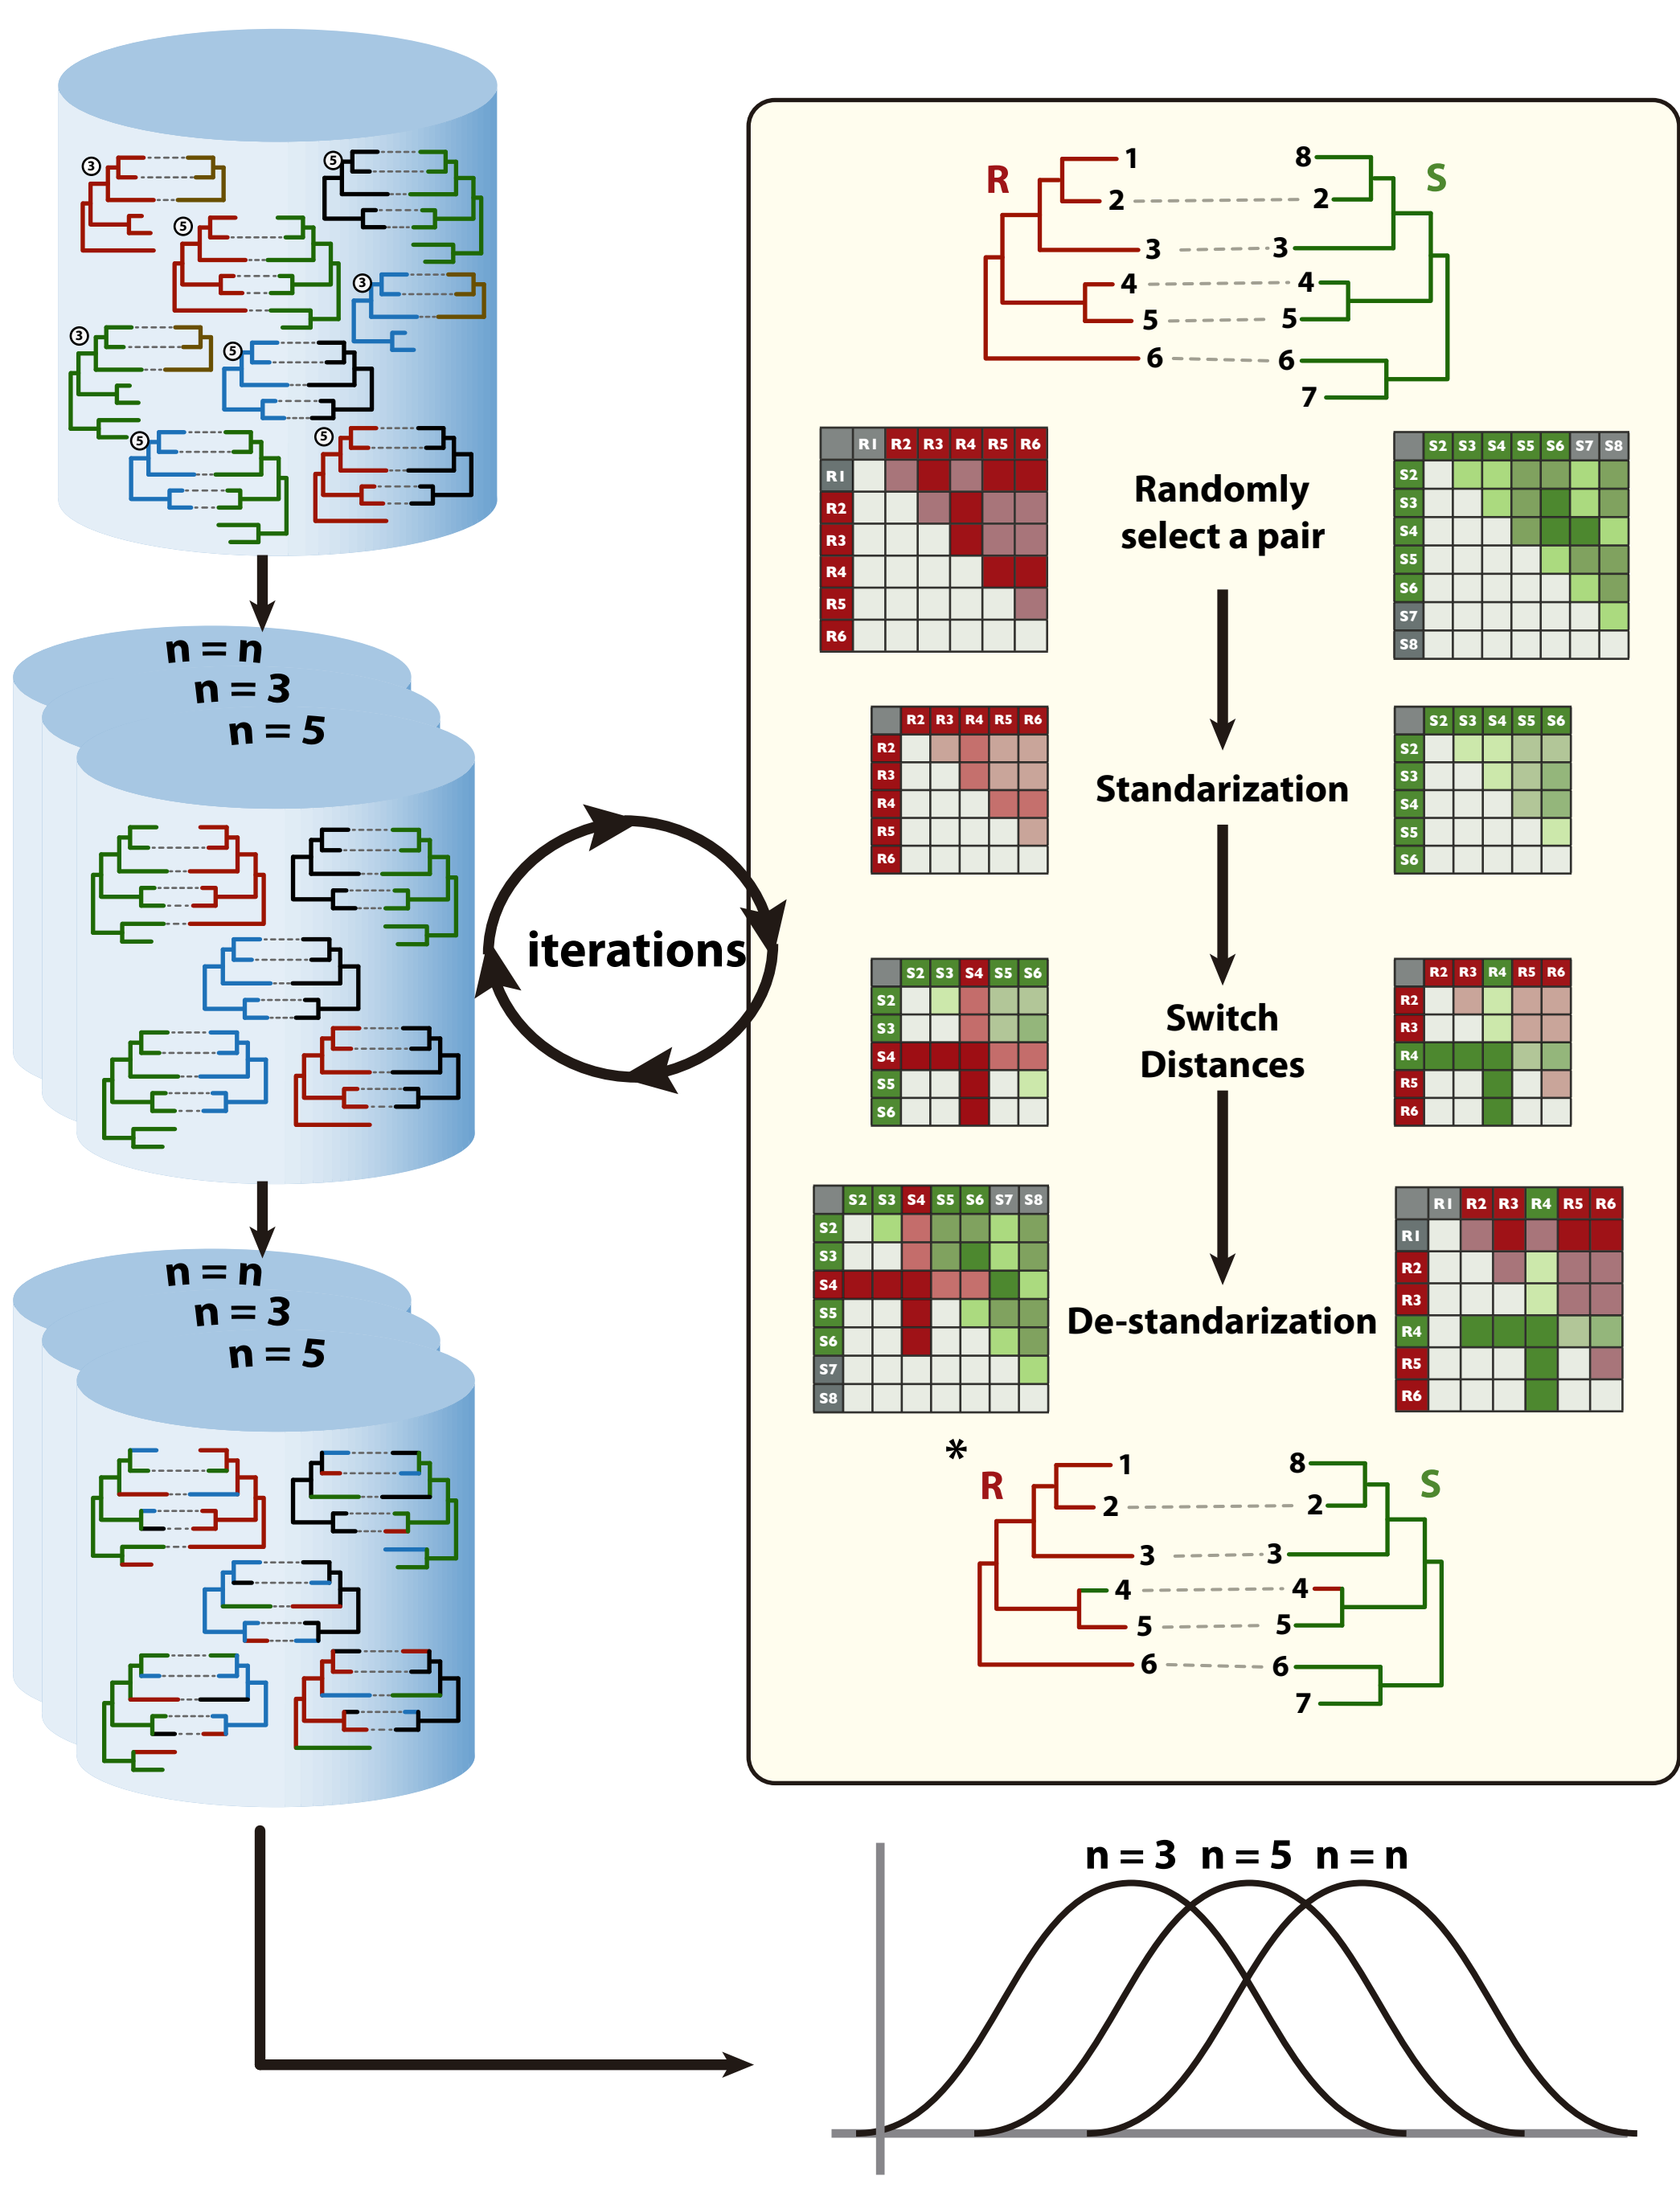 3
5
5
3
3
5
5
5
n = n
n = 3
n = 5
iterations
n = n
n = 3
n = 5
R
S
1
8
2
2
3
3
4
4
5
5
6
6
7
R1 R2 R3 R4 R5 R6
R1
R2
R3
R4
R5
R6
Randomly
select a pair
S2 S3 S4 S5 S6 S7 S8
S2
S3
S4
S5
S6
S7
S8
R2 R3 R4 R5 R6
R2
R3
R4
R5
R6
Standarization
S2 S3 S4 S5 S6
S2
S3
S4
S5
S6
S2 S3 S4 S5 S6
S2
S3
S4
S5
S6
Switch
Distances
R2 R3 R4 R5 R6
R2
R3
R4
R5
R6
S2 S3 S4 S5 S6 S7 S8
S2
S3
S4
S5
S6
S7
S8
De-standarization
R1 R2 R3 R4 R5 R6
R1
R2
R3
R4
R5
R6
*
R
S
1
8
2
2
3
3
4
4
5
5
6
6
7
n = 3 n = 5 n = n